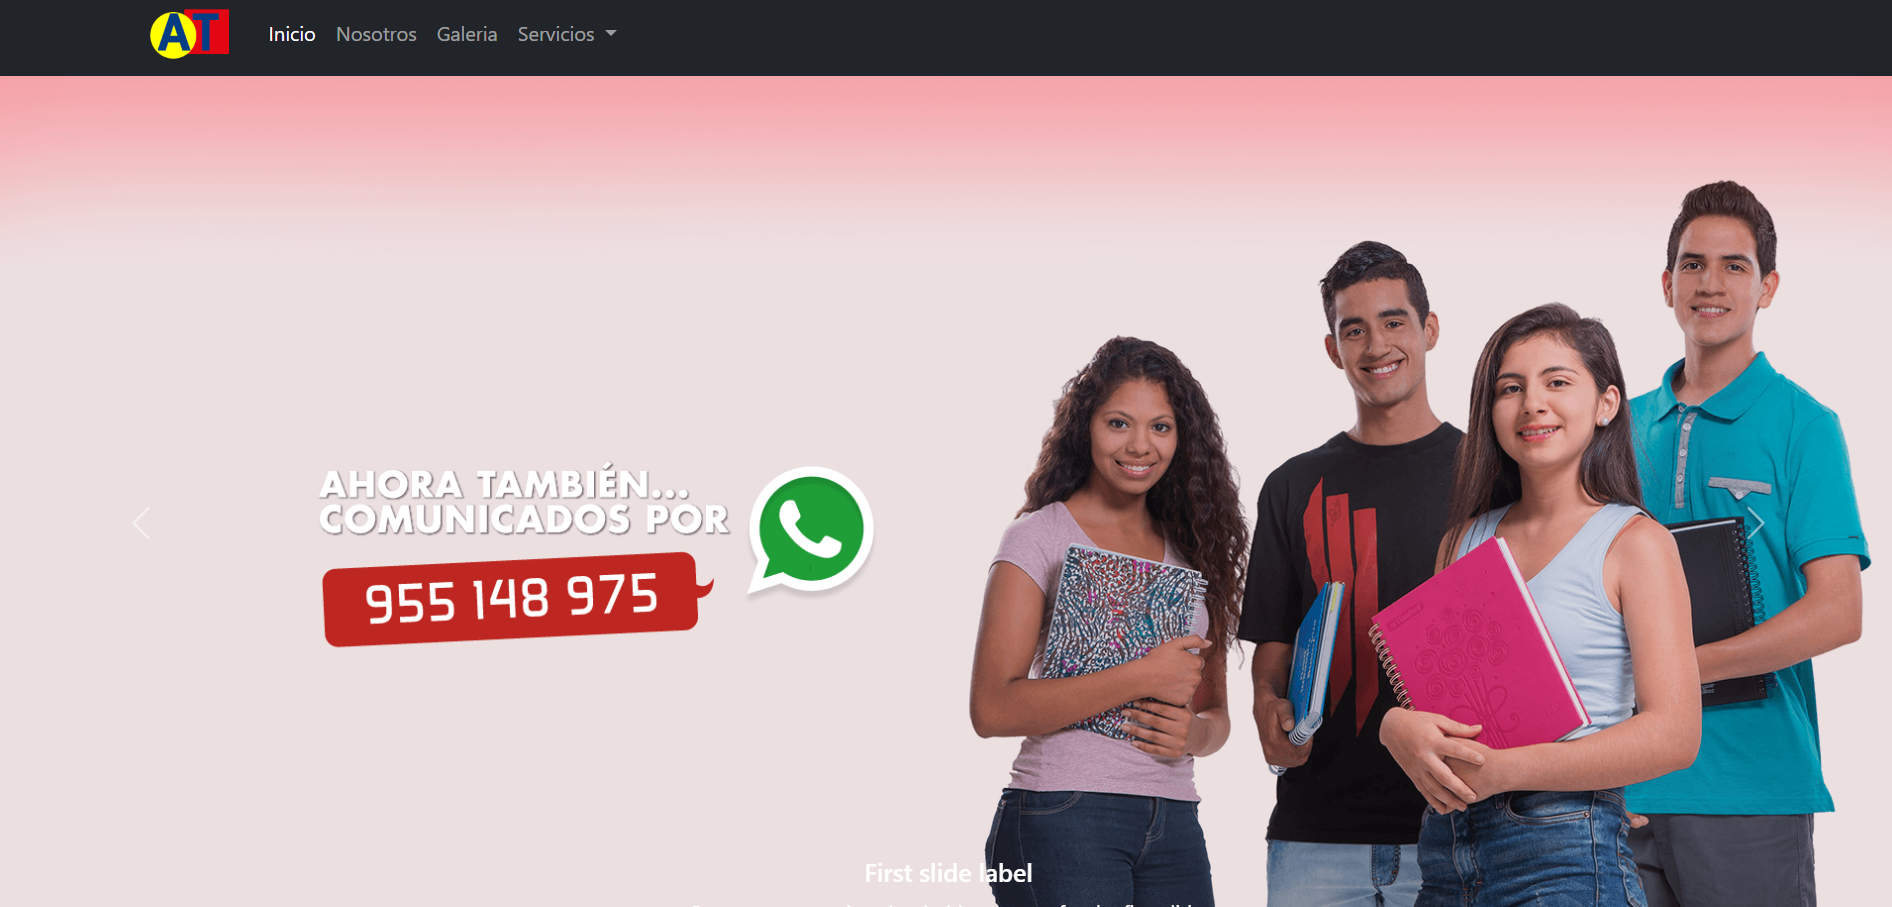 AT
Inicio Nosotros Galeria Servicios
AHORA TAMBIÉN...
COMUNICADOS POR
955 148 975
First slide label